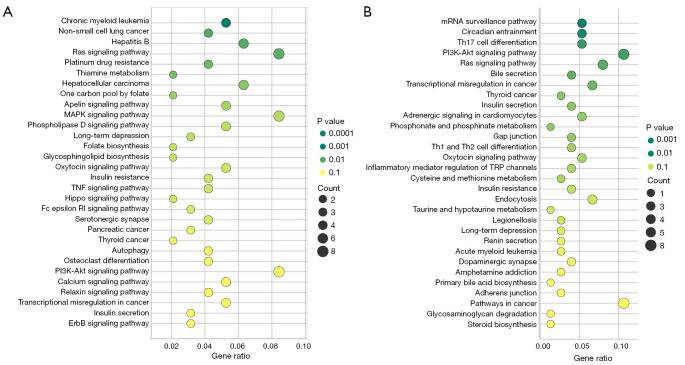 A
Chronic myeloid leukemia
Non-small cell lung cancer
Hepatitis B
Ras signaling pathway
Platinum drug resistance
Thiamine metabolism
Hepatocellular carcinoma
One carbon pool by folate
Apelin signaling pathway
MAPK signaling pathway
Phospholipase D signaling pathway
Long-term depression
Folate biosynthesis
Glycosphingolipid biosynthesis
Oxytocin signaling pathway
Insulin resistance
TNF signaling pathway
Hippo signaling pathway
Fc epsilon RI signaling pathway
Serotonergic synapse
Pancreatic cancer
Thyroid cancer
Autophagy
Osteoclast differentiation
PI3K-Akt signaling pathway
Calcium signaling pathway
Relaxin signaling pathway
Transcriptional misregulation in cancer
Insulin secretion
ErbB signaling pathway
0.02 0.04 0.06 0.08 0.10
Gene ratio
P value
0.0001
0.001
0.01
0.1
Count
2
3
4
6
8
B
mRNA surveillance pathway
Circadian entrainment
Th17 cell differentiation
PI3K-Akt signaling pathway
Ras signaling pathway
Bile secretion
Transcriptional misregulation in cancer
Thyroid cancer
Insulin secretion
Adrenergic signaling in cardiomyocytes
Phosphonate and phosphinate metabolism
Gap junction
Th1 and Th2 cell differentiation
Oxytocin signaling pathway
Inflammatory mediator regulation of TRP channels
Cysteine and methionine metabolism
Insulin resistance
Endocytosis
Taurine and hypotaurine metabolism
Legionellosis
Long-term depression
Renin secretion
Acute myeloid leukemia
Dopaminergic synapse
Amphetamine addiction
Primary bile acid biosynthesis
Adherens junction
Pathways in cancer
Glycosaminoglycan degradation
Steroid biosynthesis
0.00 0.05 0.10
Gene ratio
P value
0.001
0.01
0.1
Count
1
3
4
5
8